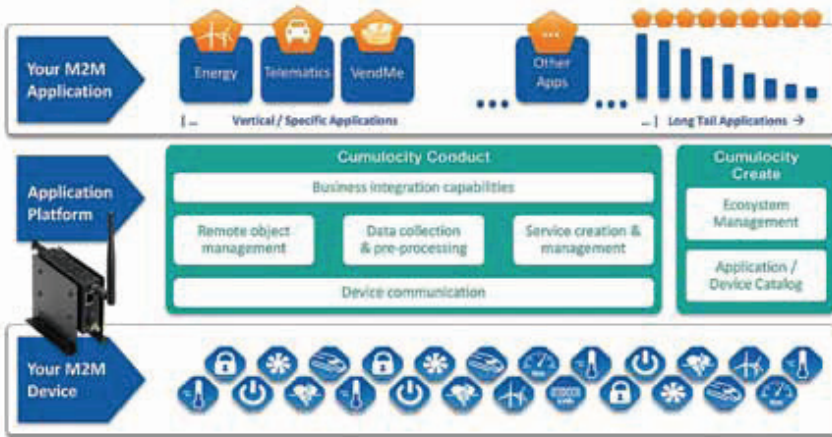 Your M2M
Application
Energy
Telematics
VendMe
...
Other
Apps
...
...
| ...
Vertical / Specific Applications
... |
Long Tail Applications →
Application
Platform
Cumulocity Conduct
Business integration capabilities
Remote object
management
Data collection
& pre-processing
Service creation &
management
Device communication
Cumulocity
Create
Ecosystem
Management
Application /
Device Catalog
Your M2M
Device